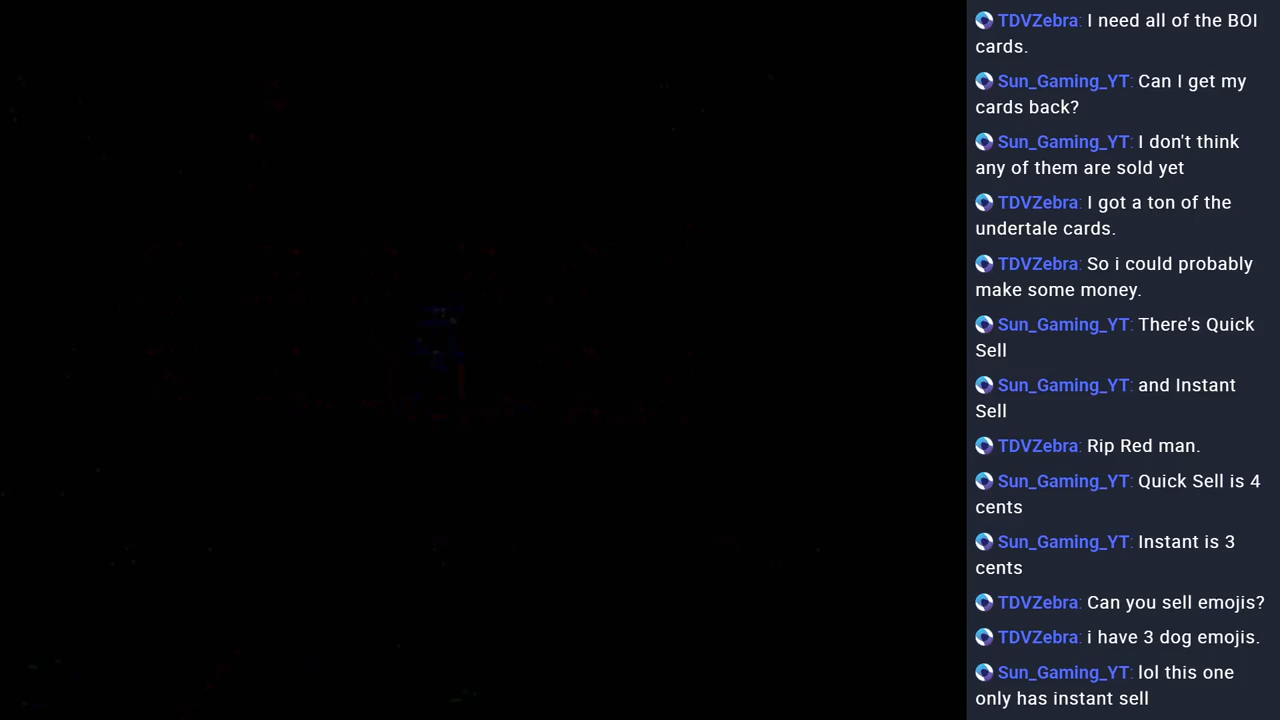 TDVZebra: I need all of the BOI
cards.
Sun_Gaming_YT: Can I get my
cards back?
Sun_Gaming_YT: I don't think
any of them are sold yet
TDVZebra: I got a ton of the
undertale cards.
TDVZebra: So i could probably
make some money.
Sun_Gaming_YT: There's Quick
Sell
Sun_Gaming_YT: and Instant
Sell
TDVZebra: Rip Red man.
Sun_Gaming_YT: Quick Sell is 4
cents
Sun_Gaming_YT: Instant is 3
cents
TDVZebra: Can you sell emojis?
TDVZebra: i have 3 dog emojis.
Sun_Gaming_YT: lol this one
only has instant sell